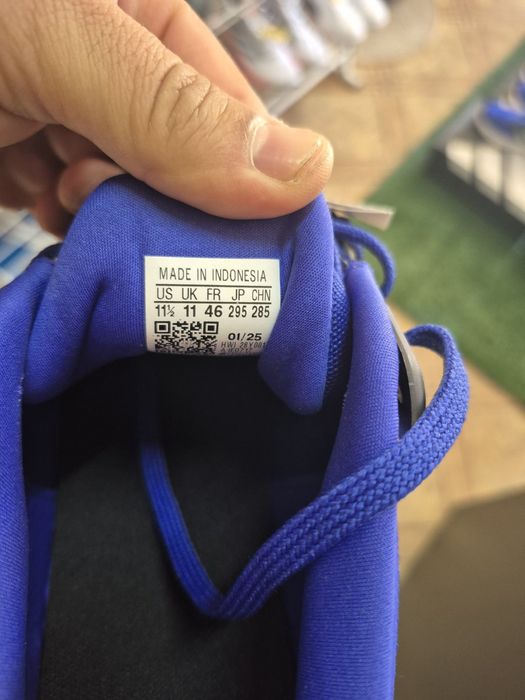 MADE IN INDONESIA
US UK FR JP CHN
11½ 11 46 295 285
01/25